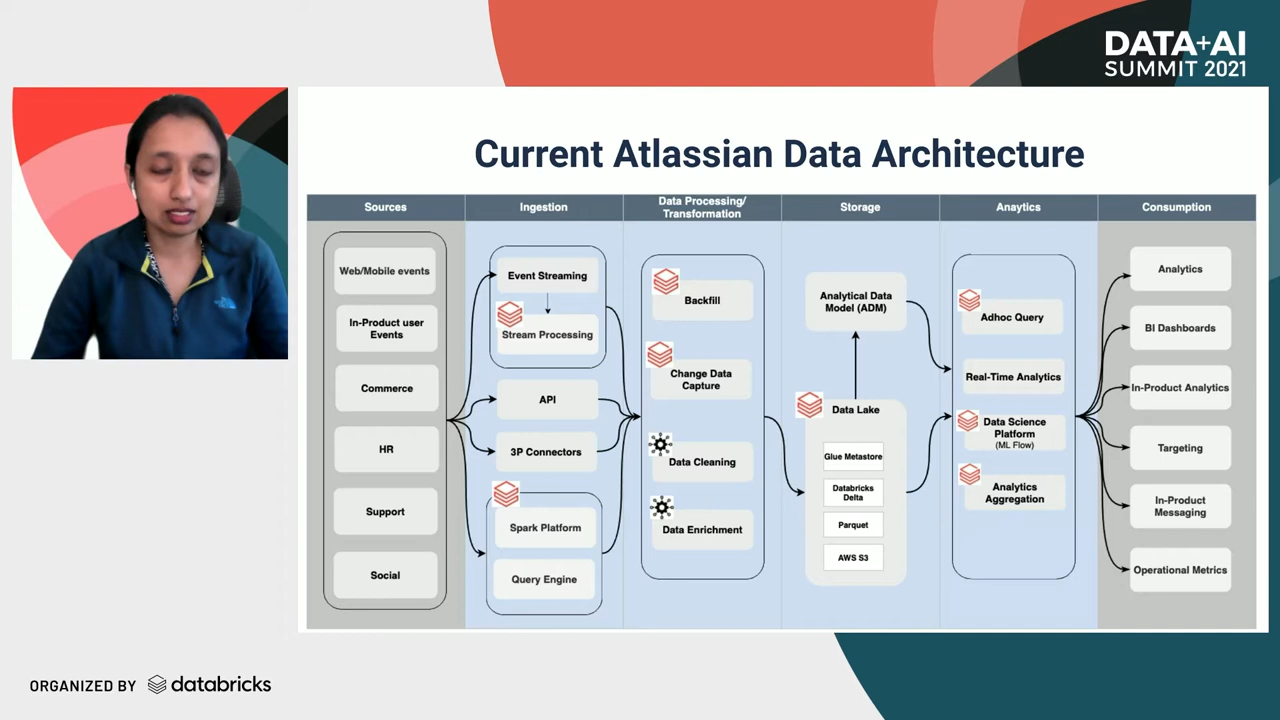 DATA+AI
SUMMIT 2021
Current Atlassian Data Architecture
Sources
Ingestion
Data Processing/
Transformation
Storage
Anaytics
Consumption
Web/Mobile events
In-Product user
Events
Commerce
HR
Support
Social
Event Streaming
Stream Processing
API
3P Connectors
Spark Platform
Query Engine
Backfill
Change Data
Capture
Data Cleaning
Data Enrichment
Analytical Data
Model (ADM)
Data Lake
Glue Metastore
Databricks
Delta
Parquet
AWS S3
Adhoc Query
Real-Time Analytics
Data Science
Platform
(ML Flow)
Analytics
Aggregation
Analytics
BI Dashboards
In-Product Analytics
Targeting
In-Product
Messaging
Operational Metrics
ORGANIZED BY databricks